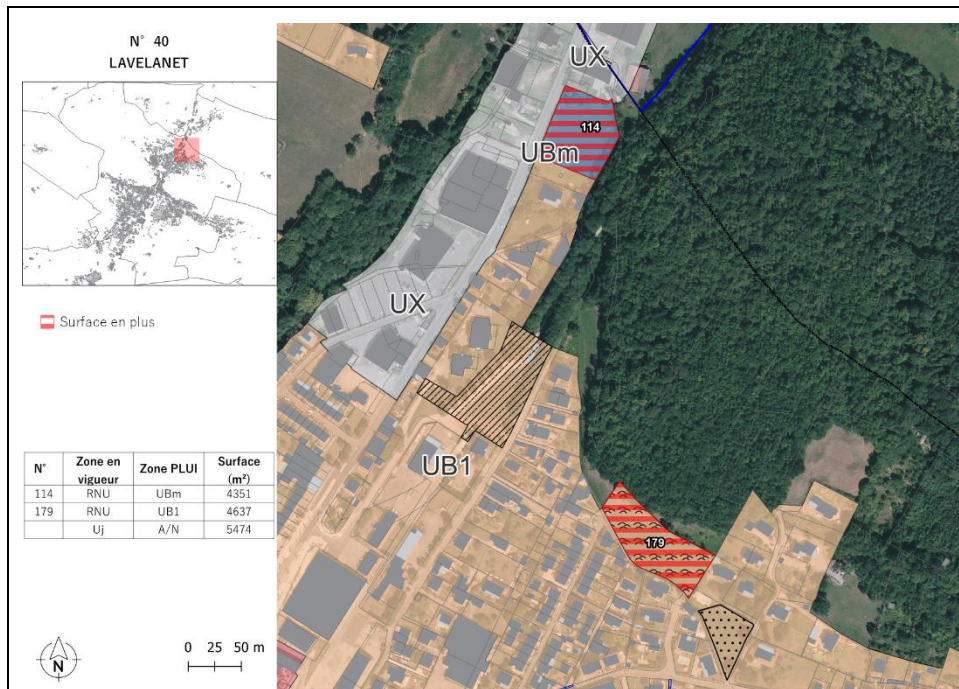 N° 40
LAVELANET
Surface en plus
N° Zone en vigueur Zone PLUI Surface (m²)
114 RNU UBm 4351
179 RNU UB1 4637
Uj A/N 5474
N
0 25 50 m
UX
114
UBm
UX
UB1
179